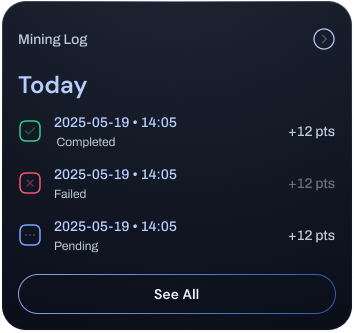 Mining Log
Today
2025-05-19 • 14:05
Completed
+12 pts
2025-05-19 • 14:05
Failed
+12 pts
2025-05-19 • 14:05
Pending
+12 pts
See All